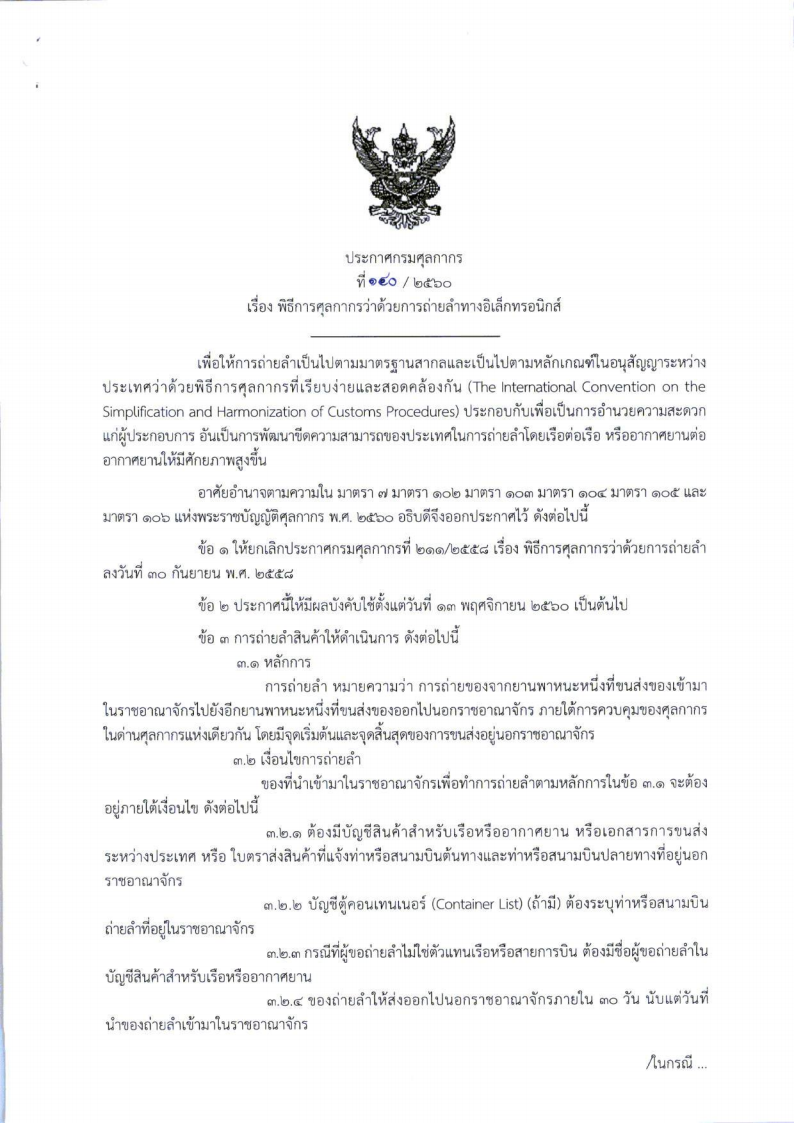 ประกาศกรมศุลกากร
ที่ ๑๔๐ / ๒๕๖๐
เรื่อง พิธีการศุลกากรว่าด้วยการถ่ายลำทางอิเล็กทรอนิกส์
เพื่อให้การถ่ายลำเป็นไปตามมาตรฐานสากลและเป็นไปตามหลักเกณฑ์ในอนุสัญญาระหว่าง
ประเทศว่าด้วยพิธีการศุลกากรที่เรียบง่ายและสอดคล้องกัน (The International Convention on the
Simplification and Harmonization of Customs Procedures) ประกอบกับเพื่อเป็นการอำนวยความสะดวก
แก่ผู้ประกอบการ อันเป็นการพัฒนาขีดความสามารถของประเทศในการถ่ายลำโดยเรือต่อเรือ หรืออากาศยานต่อ
อากาศยานให้มีศักยภาพสูงขึ้น
อาศัยอำนาจตามความใน มาตรา ๗ มาตรา ๑๐๒ มาตรา ๑๐๓ มาตรา ๑๐๔ มาตรา ๑๐๕ และ
มาตรา ๑๐๖ แห่งพระราชบัญญัติศุลกากร พ.ศ. ๒๕๖๐ อธิบดีจึงออกประกาศไว้ ดังต่อไปนี้
ข้อ ๑ ให้ยกเลิกประกาศกรมศุลกากรที่ ๒๑๑/๒๕๕๘ เรื่อง พิธีการศุลกากรว่าด้วยการถ่ายลำ
ลงวันที่ ๓๐ กันยายน พ.ศ. ๒๕๕๘
ข้อ ๒ ประกาศนี้ให้มีผลบังคับใช้ตั้งแต่วันที่ ๑๓ พฤศจิกายน ๒๕๖๐ เป็นต้นไป
ข้อ ๓ การถ่ายลำสินค้าให้ดำเนินการ ดังต่อไปนี้
๓.๑ หลักการ
การถ่ายลำ หมายความว่า การถ่ายของจากยานพาหนะหนึ่งที่ขนส่งของเข้ามา
ในราชอาณาจักรไปยังอีกยานพาหนะหนึ่งที่ขนส่งของออกไปนอกราชอาณาจักร ภายใต้การควบคุมของศุลกากร
ในด่านศุลกากรแห่งเดียวกัน โดยมีจุดเริ่มต้นและจุดสิ้นสุดของการขนส่งอยู่นอกราชอาณาจักร
๓.๒ เงื่อนไขการถ่ายลำ
ของที่นำเข้ามาในราชอาณาจักรเพื่อทำการถ่ายลำตามหลักการในข้อ ๓.๑ จะต้อง
อยู่ภายใต้เงื่อนไข ดังต่อไปนี้
๓.๒.๑ ต้องมีบัญชีสินค้าสำหรับเรือหรืออากาศยาน หรือเอกสารการขนส่ง
ระหว่างประเทศ หรือ ใบตราส่งสินค้าที่แจ้งท่าหรือสนามบินต้นทางและท่าหรือสนามบินปลายทางที่อยู่นอก
ราชอาณาจักร
๓.๒.๒ บัญชีตู้คอนเทนเนอร์ (Container List) (ถ้ามี) ต้องระบุท่าหรือสนามบิน
ถ่ายลำที่อยู่ในราชอาณาจักร
๓.๒.๓ กรณีที่ผู้ขอถ่ายลำไม่ใช่ตัวแทนเรือหรือสายการบิน ต้องมีชื่อผู้ขอถ่ายลำใน
บัญชีสินค้าสำหรับเรือหรืออากาศยาน
๓.๒.๔ ของถ่ายลำให้ส่งออกไปนอกราชอาณาจักรภายใน ๓๐ วัน นับแต่วันที่
นำของถ่ายลำเข้ามาในราชอาณาจักร
/ในกรณี ...